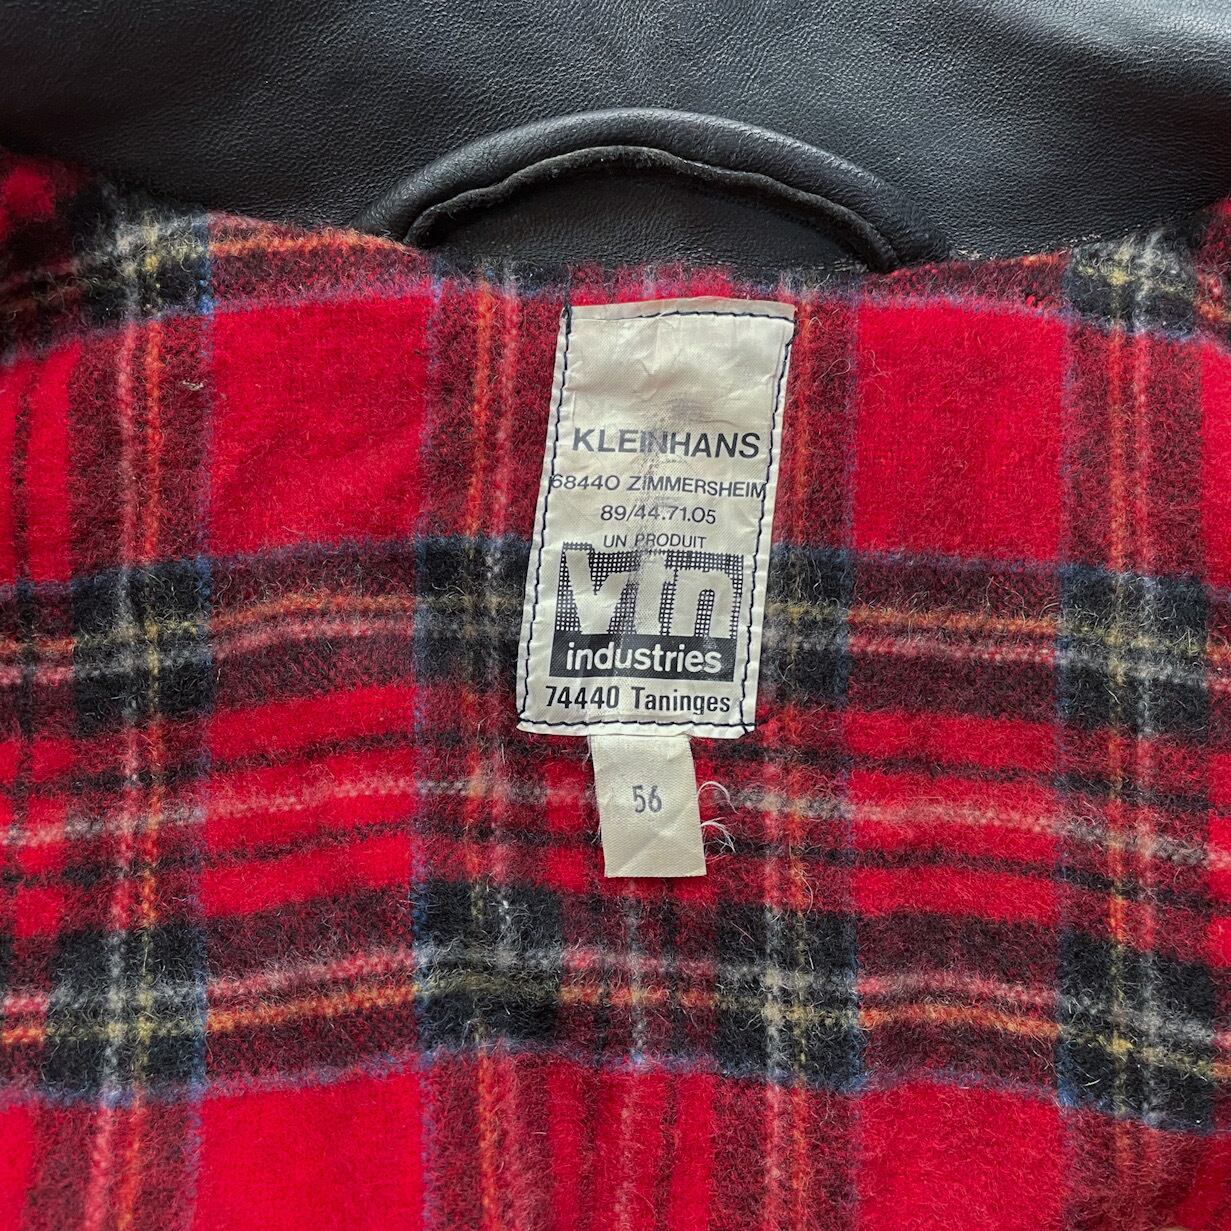 KLEINHANS
68440 ZIMMERSHEIM
89/44.71.05
UN PRODUIT
vtn
industries
74440 Taninges
56